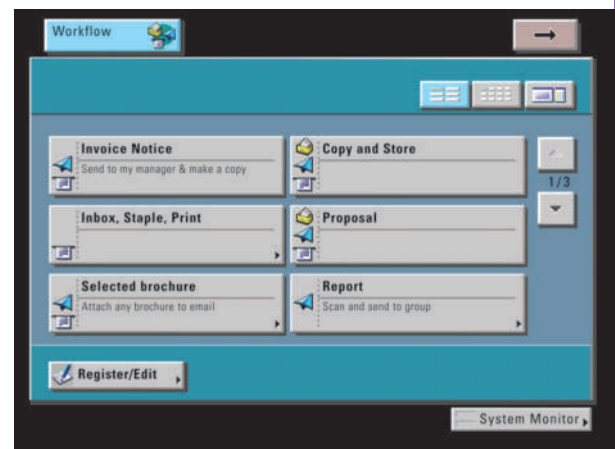 Workflow
Invoice Notice
Send to my manager & make a copy
Copy and Store
1/3
Inbox, Staple, Print
Proposal
Selected brochure
Attach any brochure to email
Report
Scan and send to group
Register/Edit
System Monitor